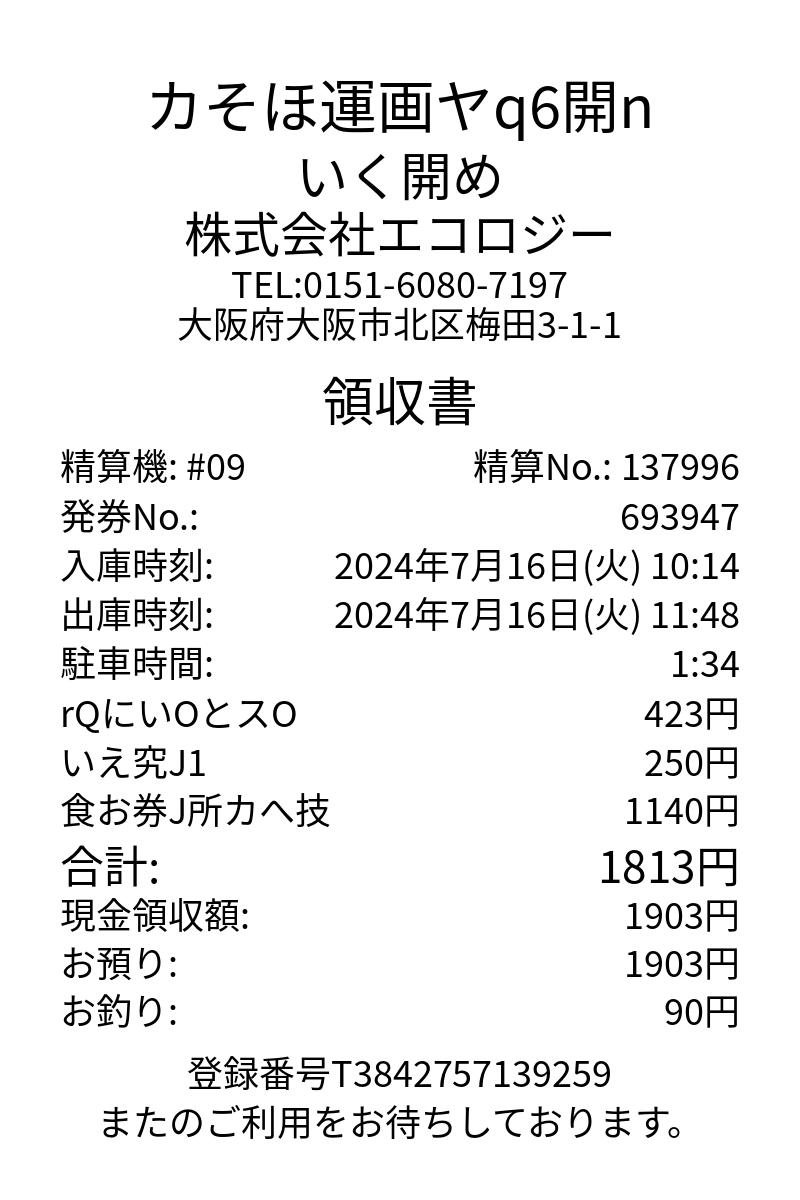 カそほ運画ヤq6開n
いく開め
株式会社エコロジー
TEL:0151-6080-7197
大阪府大阪市北区梅田3-1-1
領収書
精算機: #09 精算No.: 137996
発券No.: 693947
入庫時刻: 2024年7月16日(火) 10:14
出庫時刻: 2024年7月16日(火) 11:48
駐車時間: 1:34
rQにいOとスO 423円
いえ究J1 250円
食お券J所カヘ技 1140円
合計: 1813円
現金領収額: 1903円
お預り: 1903円
お釣り: 90円
登録番号T3842757139259
またのご利用をお待ちしております。